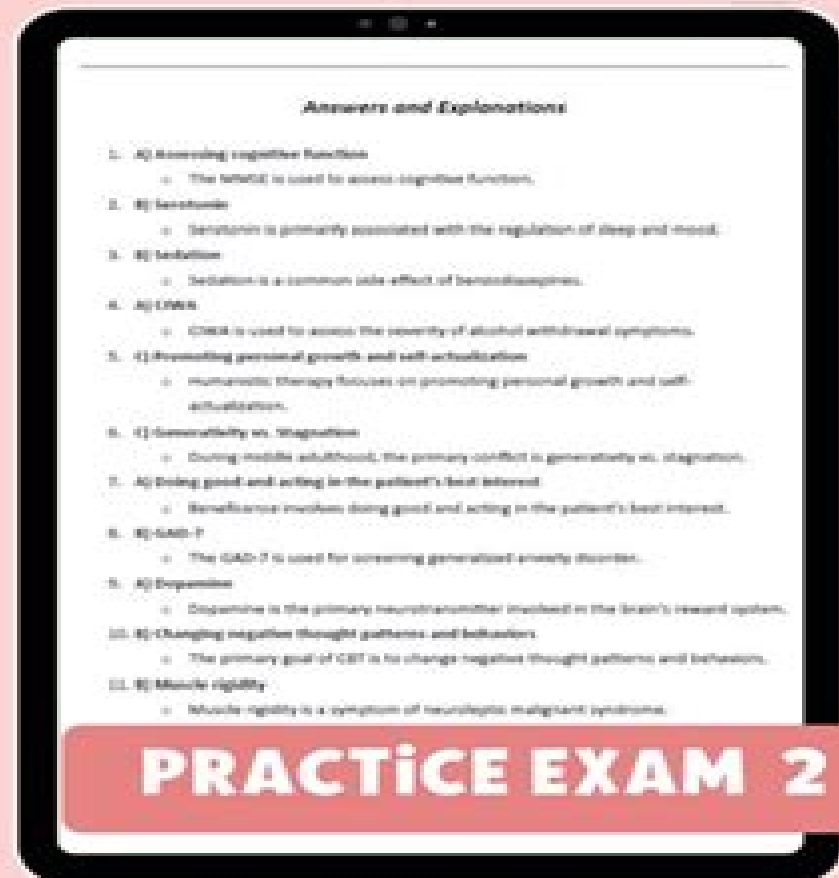 Answers and Explanations
1. A) Assessing cognitive function
o The MMSE is used to assess cognitive function.
2. B) Serotonin
o Serotonin is primarily associated with the regulation of sleep and mood.
3. B) Sedation
o Sedation is a common side effect of benzodiazepines.
4. A) CIWA
o CIWA is used to assess the severity of alcohol withdrawal symptoms.
5. C) Promoting personal growth and self-actualization
o Humanistic therapy focuses on promoting personal growth and self-
actualization.
6. C) Generativity vs. Stagnation
o During middle adulthood, the primary conflict is generativity vs. stagnation.
7. A) Doing good and acting in the patient's best interest
o Beneficence involves doing good and acting in the patient's best interest.
8. B) GAD-7
o The GAD-7 is used for screening generalized anxiety disorder.
9. A) Dopamine
o Dopamine is the primary neurotransmitter involved in the brain's reward system.
10. B) Changing negative thought patterns and behaviors
o The primary goal of CBT is to change negative thought patterns and behaviors.
11. B) Muscle rigidity
o Muscle rigidity is a symptom of neuroleptic malignant syndrome.
PRACTiCE EXAM 2